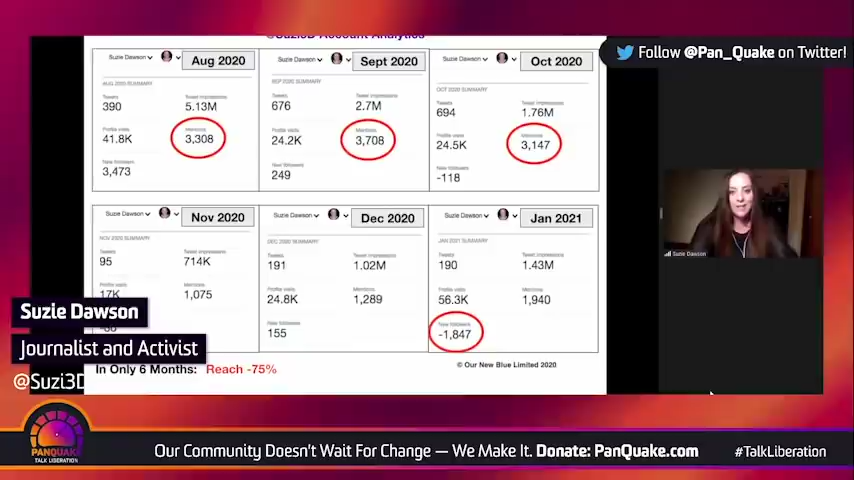 @Suzi3D Account Analytics
Follow @Pan_Quake on Twitter!
Suzie Dawson
Aug 2020
AUG 2020 SUMMARY
Tweets
390
Tweet impressions
5.13M
Profile visits
41.8K
Mentions
3,308
New followers
3,473
Suzie Dawson
Sept 2020
SEP 2020 SUMMARY
Tweets
676
Tweet impressions
2.7M
Profile visits
24.2K
Mentions
3,708
New followers
249
Suzie Dawson
Oct 2020
OCT 2020 SUMMARY
Tweets
694
Tweet impressions
1.76M
Profile visits
24.5K
Mentions
3,147
New followers
-118
Suzie Dawson
Nov 2020
NOV 2020 SUMMARY
Tweets
95
Tweet impressions
714K
Profile visits
17K
Mentions
1,075
Suzie Dawson
Dec 2020
DEC 2020 SUMMARY
Tweets
191
Tweet impressions
1.02M
Profile visits
24.8K
Mentions
1,289
New followers
155
Suzie Dawson
Jan 2021
JAN 2021 SUMMARY
Tweets
190
Tweet impressions
1.43M
Profile visits
56.3K
Mentions
1,940
New followers
-1,847
In Only 6 Months: Reach -75%
© Our New Blue Limited 2020
Suzie Dawson
Suzie Dawson
Journalist and Activist
@Suzi3D
PANQUAKE
TALK LIBERATION
Our Community Doesn't Wait For Change — We Make It. Donate: PanQuake.com
#TalkLiberation